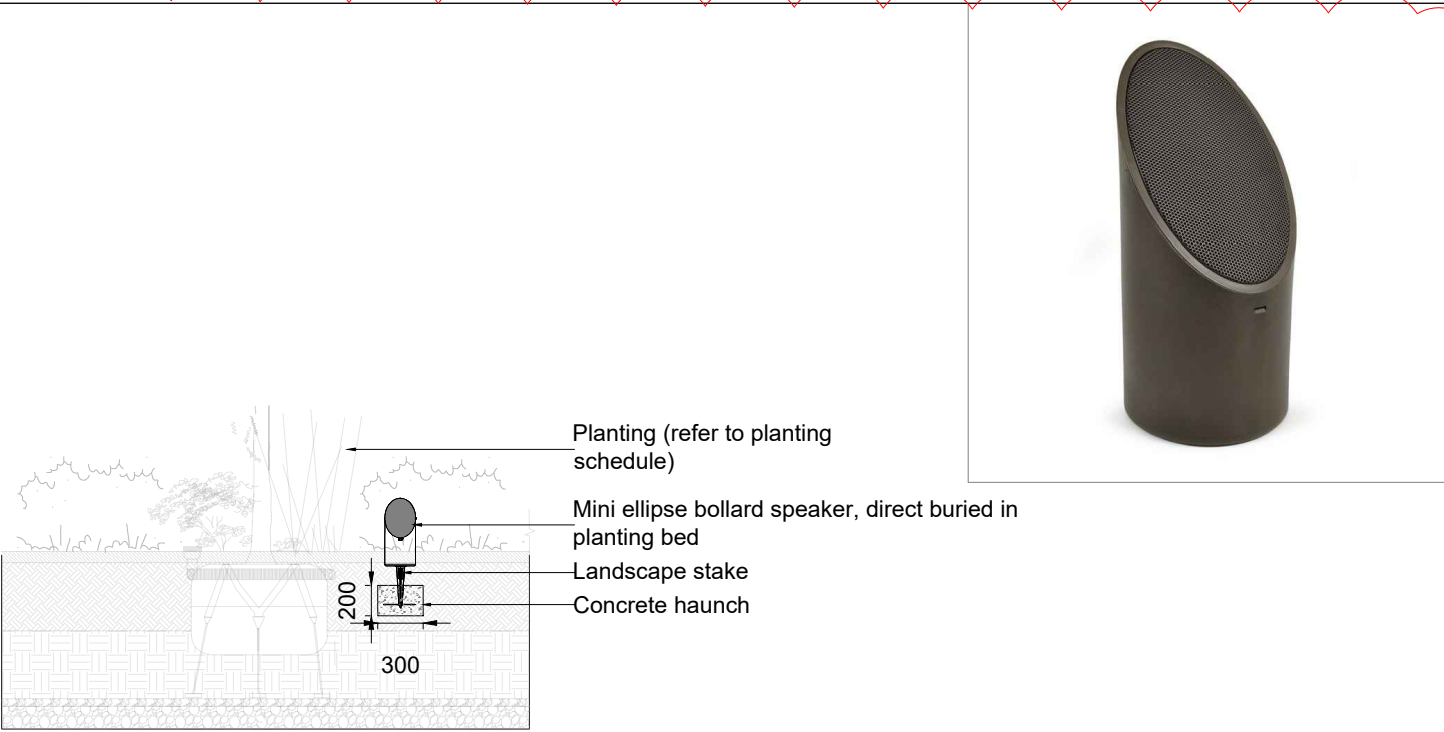 Planting (refer to planting
schedule)
Mini ellipse bollard speaker, direct buried in
planting bed
Landscape stake
Concrete haunch
200
300